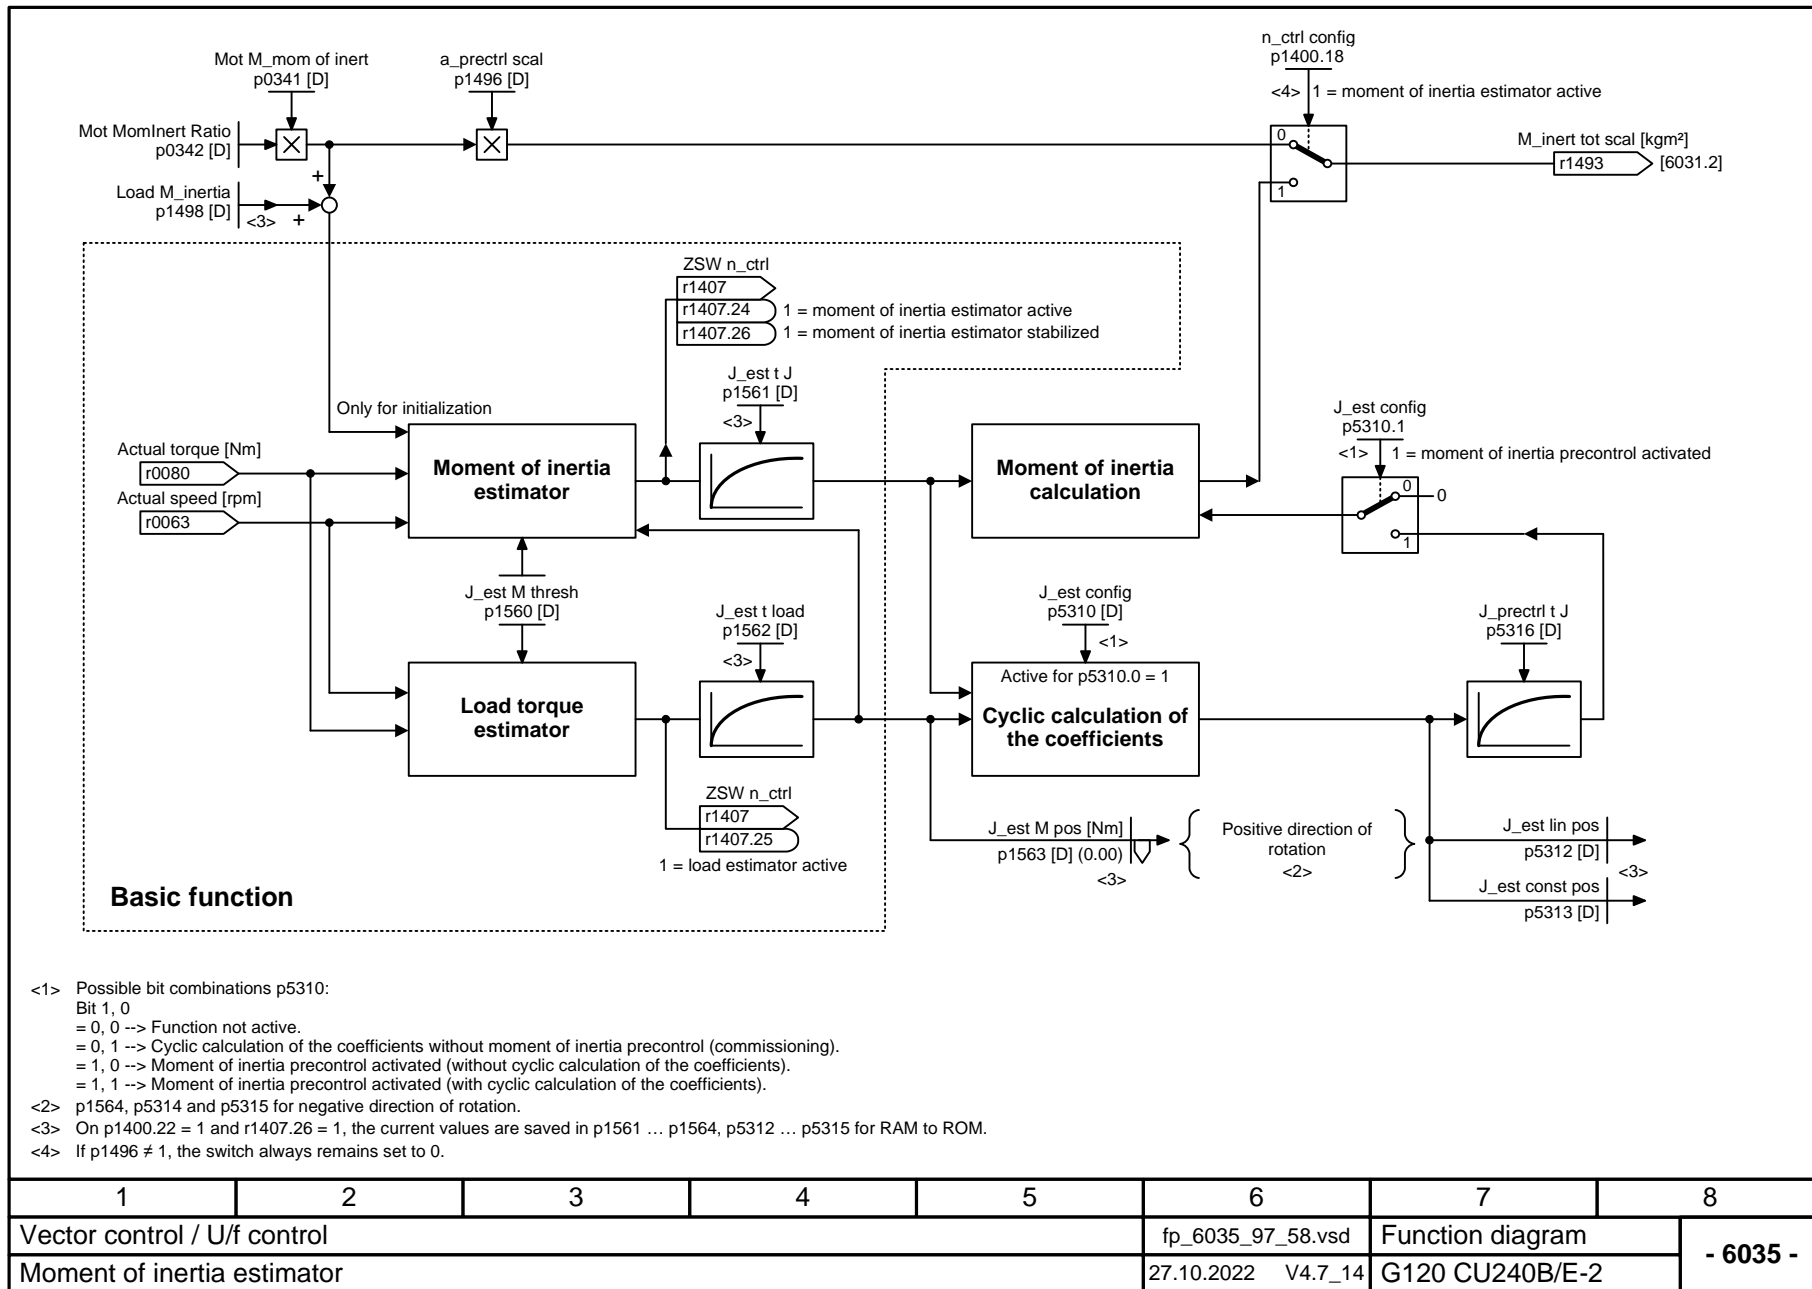 Mot M_mom of inert
p0341 [D]
a_prectrl scal
p1496 [D]
n_ctrl config
p1400.18
<4>
1 = moment of inertia estimator active
Mot MomInert Ratio
p0342 [D]
0
1
M_inert tot scal [kgm²]
r1493
[6031.2]
Load M_inertia
p1498 [D]
<3>
+
+
ZSW n_ctrl
r1407
r1407.24
1 = moment of inertia estimator active
r1407.26
1 = moment of inertia estimator stabilized
J_est t J
p1561 [D]
<3>
Only for initialization
Actual torque [Nm]
r0080
Actual speed [rpm]
r0063
Moment of inertia
estimator
Moment of inertia
calculation
J_est config
p5310.1
<1>
1 = moment of inertia precontrol activated
0
0
1
J_est M thresh
p1560 [D]
J_est t load
p1562 [D]
<3>
J_est config
p5310 [D]
<1>
J_prectrl t J
p5316 [D]
Load torque
estimator
Active for p5310.0 = 1
Cyclic calculation of
the coefficients
ZSW n_ctrl
r1407
r1407.25
1 = load estimator active
J_est M pos [Nm]
p1563 [D] (0.00)
<3>
Positive direction of
rotation
<2>
J_est lin pos
p5312 [D]
<3>
J_est const pos
p5313 [D]
Basic function
<1> Possible bit combinations p5310:
Bit 1, 0
= 0, 0 --> Function not active.
= 0, 1 --> Cyclic calculation of the coefficients without moment of inertia precontrol (commissioning).
= 1, 0 --> Moment of inertia precontrol activated (without cyclic calculation of the coefficients).
= 1, 1 --> Moment of inertia precontrol activated (with cyclic calculation of the coefficients).
<2> p1564, p5314 and p5315 for negative direction of rotation.
<3> On p1400.22 = 1 and r1407.26 = 1, the current values are saved in p1561 … p1564, p5312 … p5315 for RAM to ROM.
<4> If p1496 ≠ 1, the switch always remains set to 0.
1 2 3 4 5 6 7 8
Vector control / U/f control
fp_6035_97_58.vsd
Function diagram
- 6035 -
Moment of inertia estimator
27.10.2022 V4.7_14
G120 CU240B/E-2